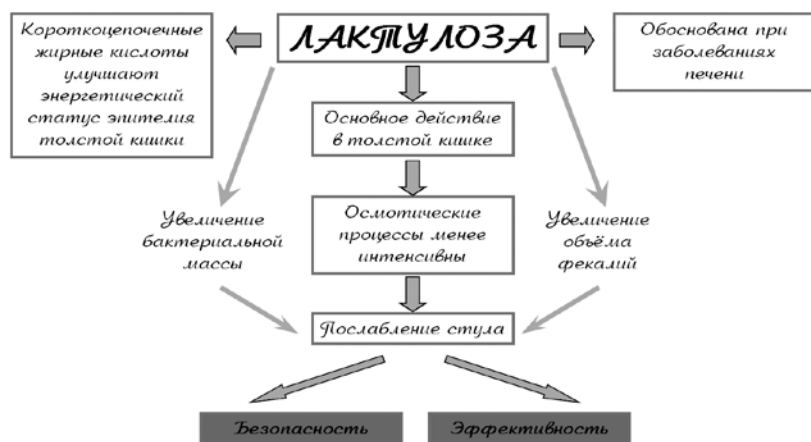 ЛАКТУЛОЗА
Короткоцепочечные
жирные кислоты
улучшают
энергетический
статус эпителия
толстой кишки
Обоснована при
заболеваниях
печени
Основное действие
в толстой кишке
Увеличение
бактериальной
массы
Осмотические
процессы менее
интенсивны
Увеличение
объёма
фекалий
Послабление стула
Безопасность
Эффективность